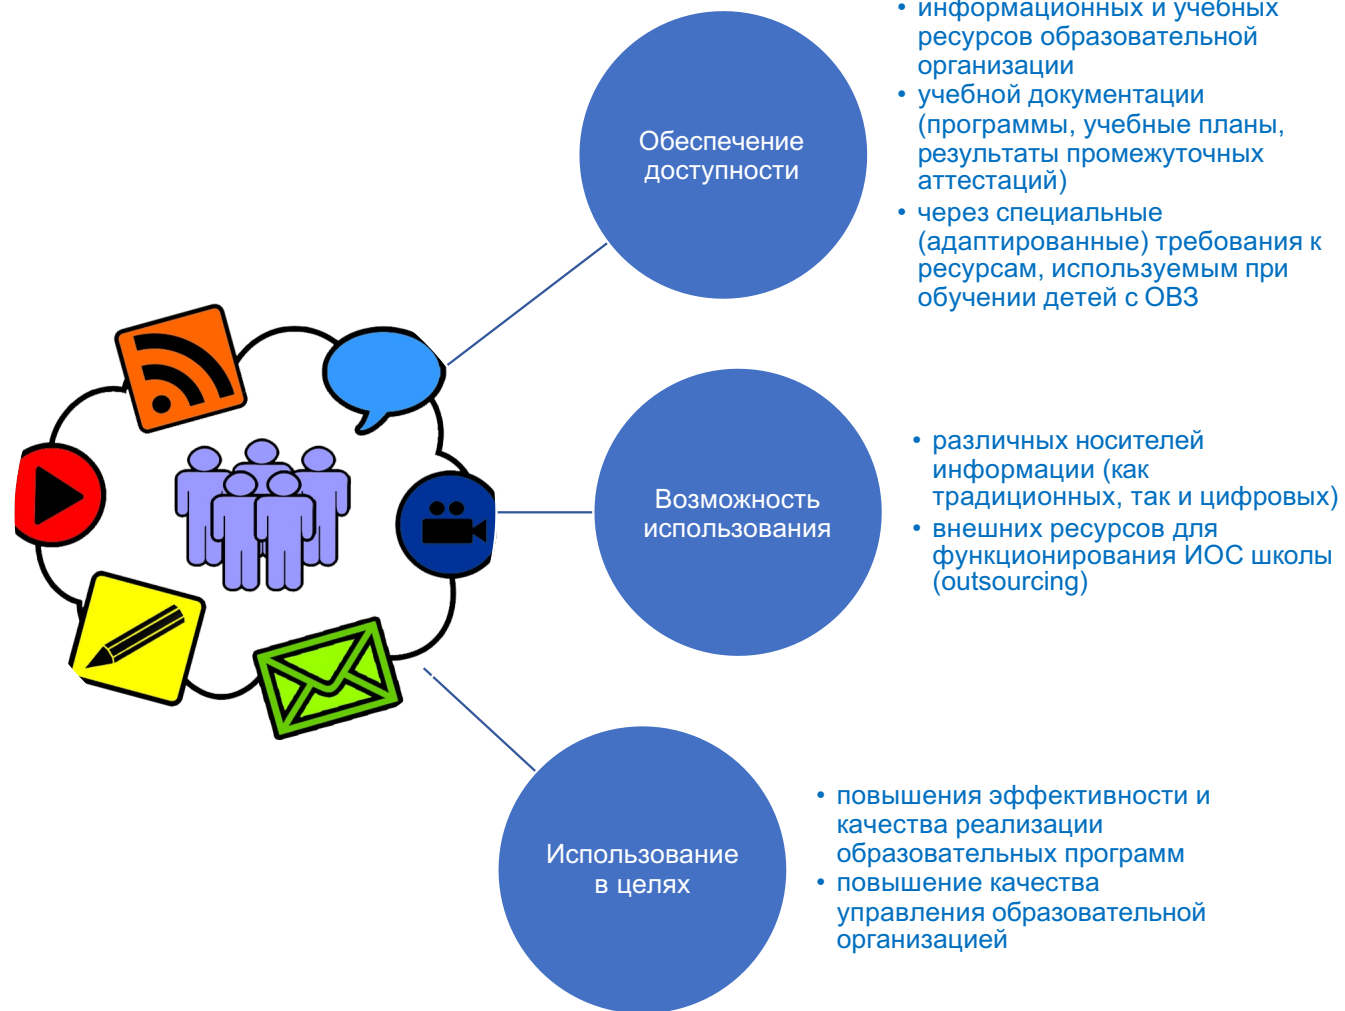 Обеспечение
доступности
• информационных и учебных
ресурсов образовательной
организации
• учебной документации
(программы, учебные планы,
результаты промежуточных
аттестаций)
• через специальные
(адаптированные) требования к
ресурсам, используемым при
обучении детей с ОВЗ
Возможность
использования
• различных носителей
информации (как
традиционных, так и цифровых)
• внешних ресурсов для
функционирования ИОС школы
(outsourcing)
Использование
в целях
• повышения эффективности и
качества реализации
образовательных программ
• повышение качества
управления образовательной
организацией